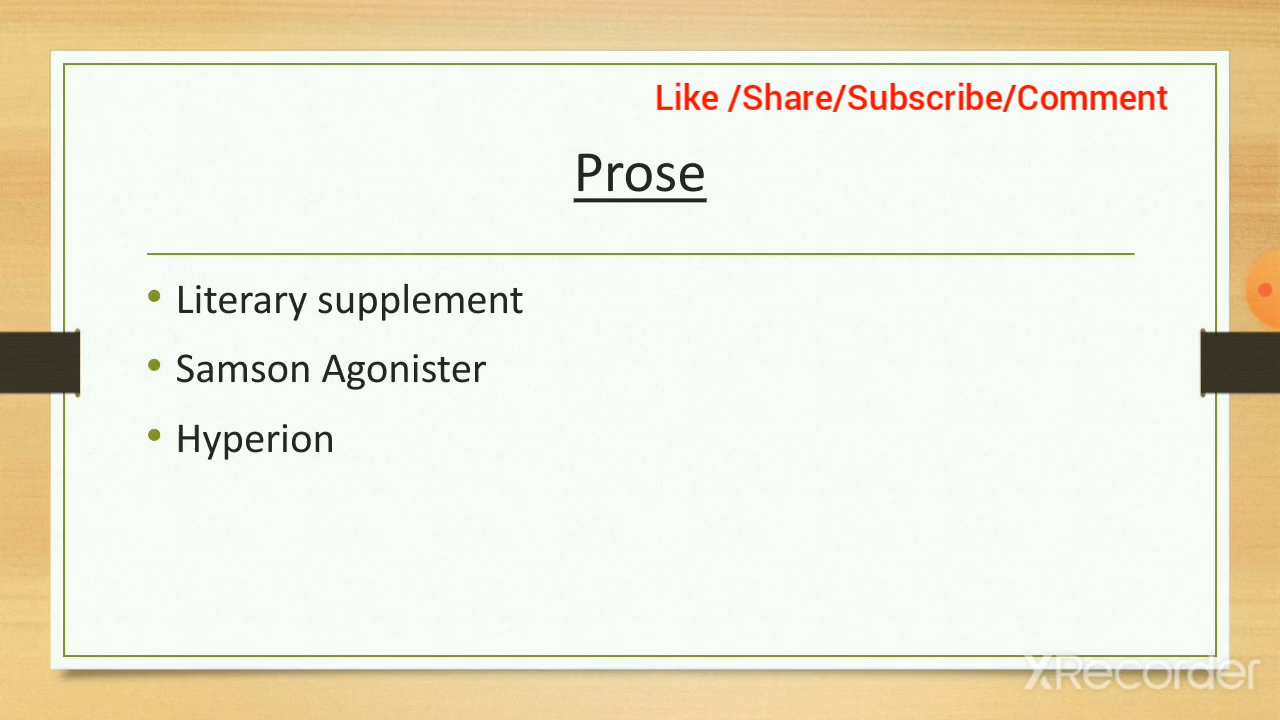 Like /Share/Subscribe/Comment
Prose
• Literary supplement
• Samson Agonister
• Hyperion
XRecorder